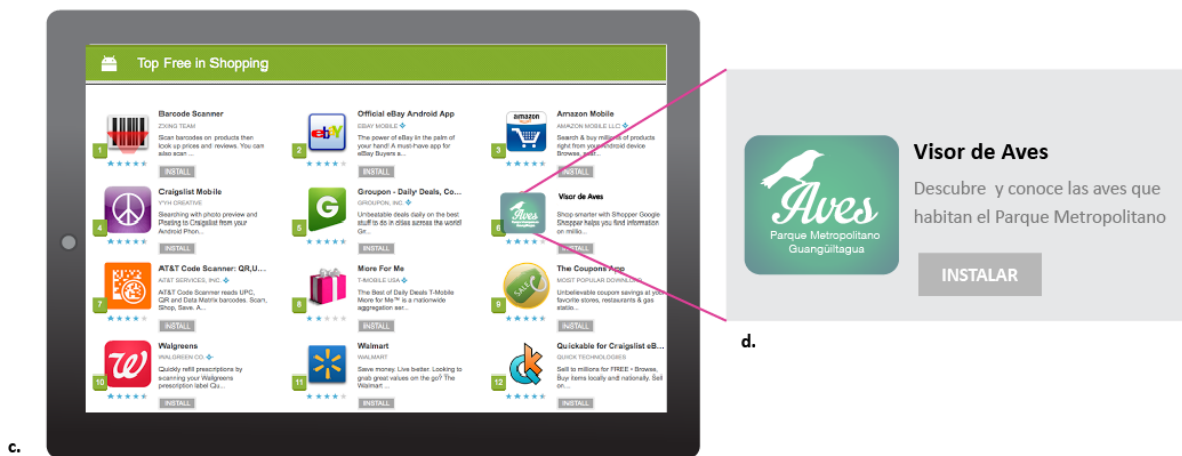 Top Free in Shopping
Barcode Scanner
ZXING TEAM
Scan barcodes on products then
look up prices and reviews. You can
also scan ...
1
INSTALL
Official eBay Android App
EBAY MOBILE
ebY
The power of eBay iin the palm of
your hand! A must-have app for
eBay Buyers a...
2
INSTALL
Amazon Mobile
AMAZON MOBILE LLC
amazon
Search & buy millions of products
right from your Android device
Browse,
3
INSTALL
Craigslist Mobile
CREATIVE
Searching with photo preview and
Posting to Craigslist from your
Android Phon...
4
INSTALL
Groupon - Daily Deals, Co...
GROUPON, INC.
G
Unbeatable deals daily on the best
stuff to do in cities across the world!
Gr...
5
INSTALL
Visor de Aves
Aves
Shop smarter with Shopper Google
Shopper helps you find information
on millio...
6
INSTALL
AT&T Code Scanner: QR,U...
AT&T SERVICES, INC.
AT&T Code Scanner reads UPC,
QR and Data Matrix barcodes. Scan,
Shop, Save. A...
7
INSTALL
More For Me
T-MOBILE USA
The Best of Daily Deals T-Mobile
More for Me™ is a nationwide
aggregation ser...
8
INSTALL
The Coupons App
MOST POPULAR DOWNLOAD
SALE
Unbelievable coupon savings at your
favorite stores, restaurants & gas
statio...
9
INSTALL
Walgreens
WALGREEN CO.
W
Quickly refill prescriptions by
scanning your Wallgreens
prescription label Qu...
10
INSTALL
Walmart
WALMART
Save money. Live better. Looking to
grab great values on the go? The
Walmart ...
11
INSTALL
Quickable for Craigslist eB...
QUICK TECHNOLOGIES
Sell to millions for FREE • Browse,
Buy items locally and nationally. Sell
on...
12
INSTALL
c.
Aves
Parque Metropolitano
Guangüiltagua
Visor de Aves
Descubre y conoce las aves que
habitan el Parque Metropolitano
INSTALAR
d.